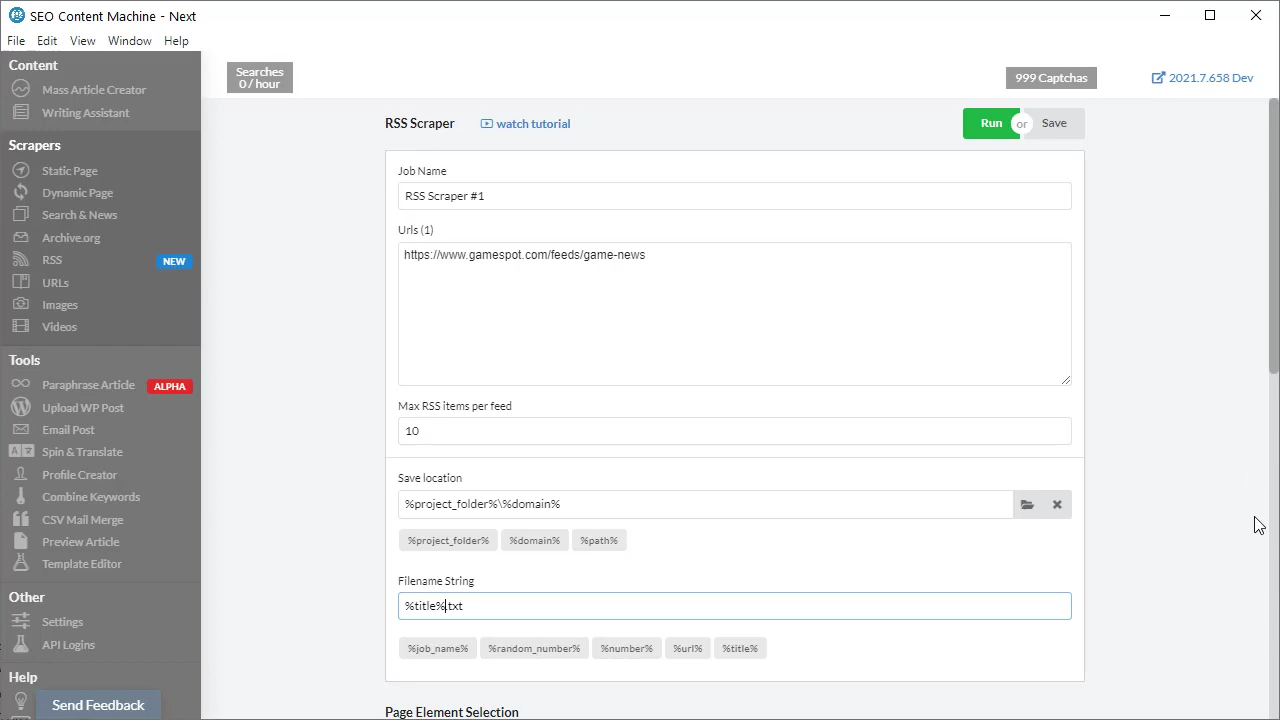 SEO Content Machine - Next
File Edit View Window Help
Content
Mass Article Creator
Writing Assistant
Scrapers
Static Page
Dynamic Page
Search & News
Archive.org
RSS NEW
URLs
Images
Videos
Tools
Paraphrase Article ALPHA
Upload WP Post
Email Post
Spin & Translate
Profile Creator
Combine Keywords
CSV Mail Merge
Preview Article
Template Editor
Other
Settings
API Logins
Help
Send Feedback
Searches
0 / hour
999 Captchas
2021.7.658 Dev
RSS Scraper watch tutorial
Run or Save
Job Name
RSS Scraper #1
Urls (1)
https://www.gamespot.com/feeds/game-news
Max RSS items per feed
10
Save location
%project_folder%\%domain%
%project_folder% %domain% %path%
Filename String
%title%.txt
%job_name% %random_number% %number% %url% %title%
Page Element Selection